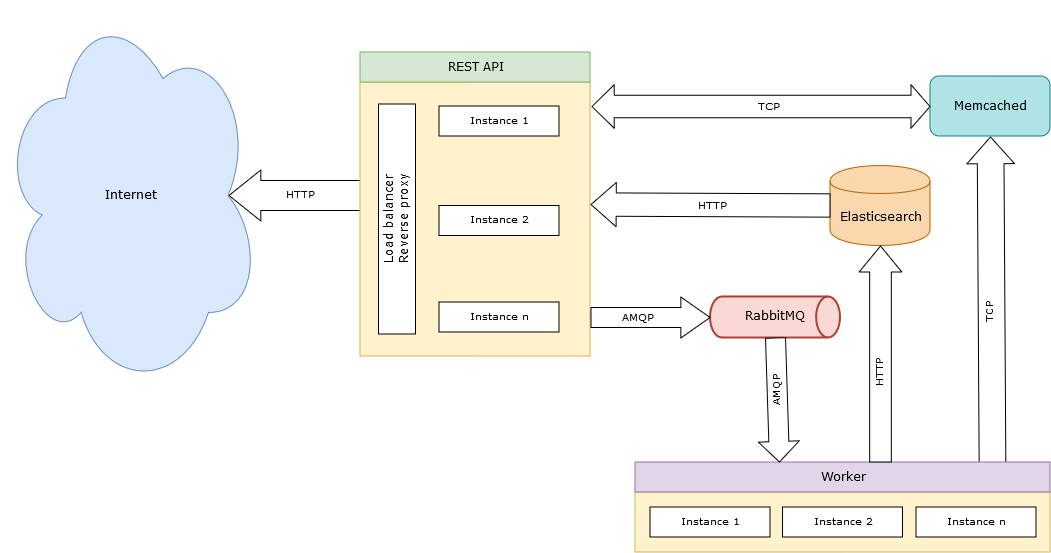 REST API
Memcached
TCP
Instance 1
Internet
HTTP
Load balancer
Reverse proxy
Instance 2
HTTP
Elasticsearch
Instance n
AMQP
RabbitMQ
TCP
HTTP
AMQP
Worker
Instance 1
Instance 2
Instance n